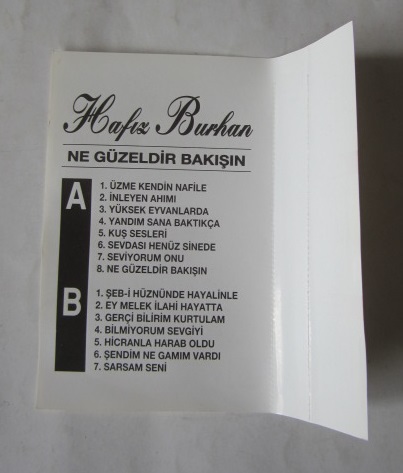 Hafız Burhan
NE GÜZELDİR BAKIŞIN
A
1. ÜZME KENDİN NAFİLE
2. İNLEYEN AHIMI
3. YÜKSEK EYVANLARDA
4. YANDIM SANA BAKTIKÇA
5. KUŞ SESLERİ
6. SEVDASI HENÜZ SİNEDE
7. SEVİYORUM ONU
8. NE GÜZELDİR BAKIŞIN
B
1. ŞEB-İ HÜZNÜNDE HAYALİNLE
2. EY MELEK İLAHİ HAYATTA
3. GERÇİ BİLİRİM KURTULAM
4. BİLMİYORUM SEVGİYİ
5. HİCRANLA HARAB OLDU
6. ŞENDİM NE GAMIM VARDI
7. SARSAM SENİ